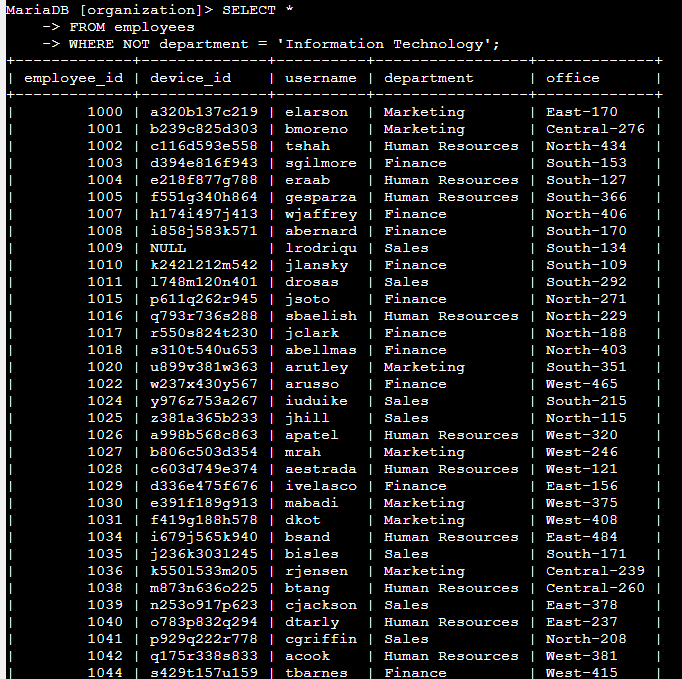 MariaDB [organization]> SELECT *
    -> FROM employees
    -> WHERE NOT department = 'Information Technology';
+-------------+--------------+----------+-----------------+-------------+
| employee_id | device_id    | username | department      | office      |
+-------------+--------------+----------+-----------------+-------------+
|        1000 | a320b137c219 | elarson  | Marketing       | East-170    |
|        1001 | b239c825d303 | bmoreno  | Marketing       | Central-276 |
|        1002 | c116d593e558 | tshah    | Human Resources | North-434   |
|        1003 | d394e816f943 | sgilmore | Finance         | South-153   |
|        1004 | e218f877g788 | eraab    | Human Resources | South-127   |
|        1005 | f551g340h864 | gesparza | Human Resources | South-366   |
|        1007 | h174i497j413 | wjaffrey | Finance         | North-406   |
|        1008 | i858j583k571 | abernard | Finance         | South-170   |
|        1009 | NULL         | lrodriqu | Sales           | South-134   |
|        1010 | k242l212m542 | jlansky  | Finance         | South-109   |
|        1011 | l748m120n401 | drosas   | Sales           | South-292   |
|        1015 | p611q262r945 | jsoto    | Finance         | North-271   |
|        1016 | q793r736s288 | sbaelish | Human Resources | North-229   |
|        1017 | r550s824t230 | jclark   | Finance         | North-188   |
|        1018 | s310t540u653 | abellmas | Finance         | North-403   |
|        1020 | u899v381w363 | arutley  | Marketing       | South-351   |
|        1022 | w237x430y567 | arusso   | Finance         | West-465    |
|        1024 | y976z753a267 | iuduike  | Sales           | South-215   |
|        1025 | z381a365b233 | jhill    | Sales           | North-115   |
|        1026 | a998b568c863 | apatel   | Human Resources | West-320    |
|        1027 | b806c503d354 | mrah     | Marketing       | West-246    |
|        1028 | c603d749e374 | aestrada | Human Resources | West-121    |
|        1029 | d336e475f676 | ivelasco | Finance         | East-156    |
|        1030 | e391f189g913 | mabadi   | Marketing       | West-375    |
|        1031 | f419g188h578 | dkot     | Marketing       | West-408    |
|        1034 | i679j565k940 | bsand    | Human Resources | East-484    |
|        1035 | j236k303l245 | bisles   | Sales           | South-171   |
|        1036 | k550l533m205 | rjensen  | Marketing       | Central-239 |
|        1038 | m873n636o225 | btang    | Human Resources | Central-260 |
|        1039 | n253o917p623 | cjackson | Sales           | East-378    |
|        1040 | o783p832q294 | dtarly   | Human Resources | East-237    |
|        1041 | p929q222r778 | cgriffin | Sales           | North-208   |
|        1042 | q175r338s833 | acook    | Human Resources | West-381    |
|        1044 | s429t157u159 | tbarnes  | Finance         | West-415    |